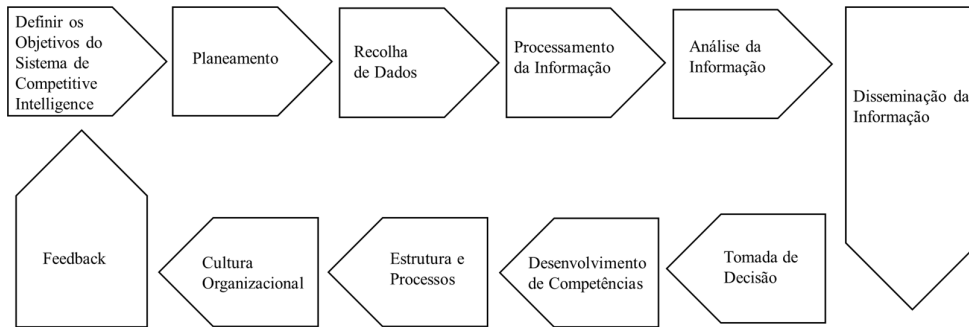 Definir os
Objetivos do
Sistema de
Competitive
Intelligence
Planeamento
Recolha
de Dados
Processamento
da Informação
Análise da
Informação
Disseminação da
Informação
Tomada de
Decisão
Desenvolvimento
de Competências
Estrutura e
Processos
Cultura
Organizacional
Feedback